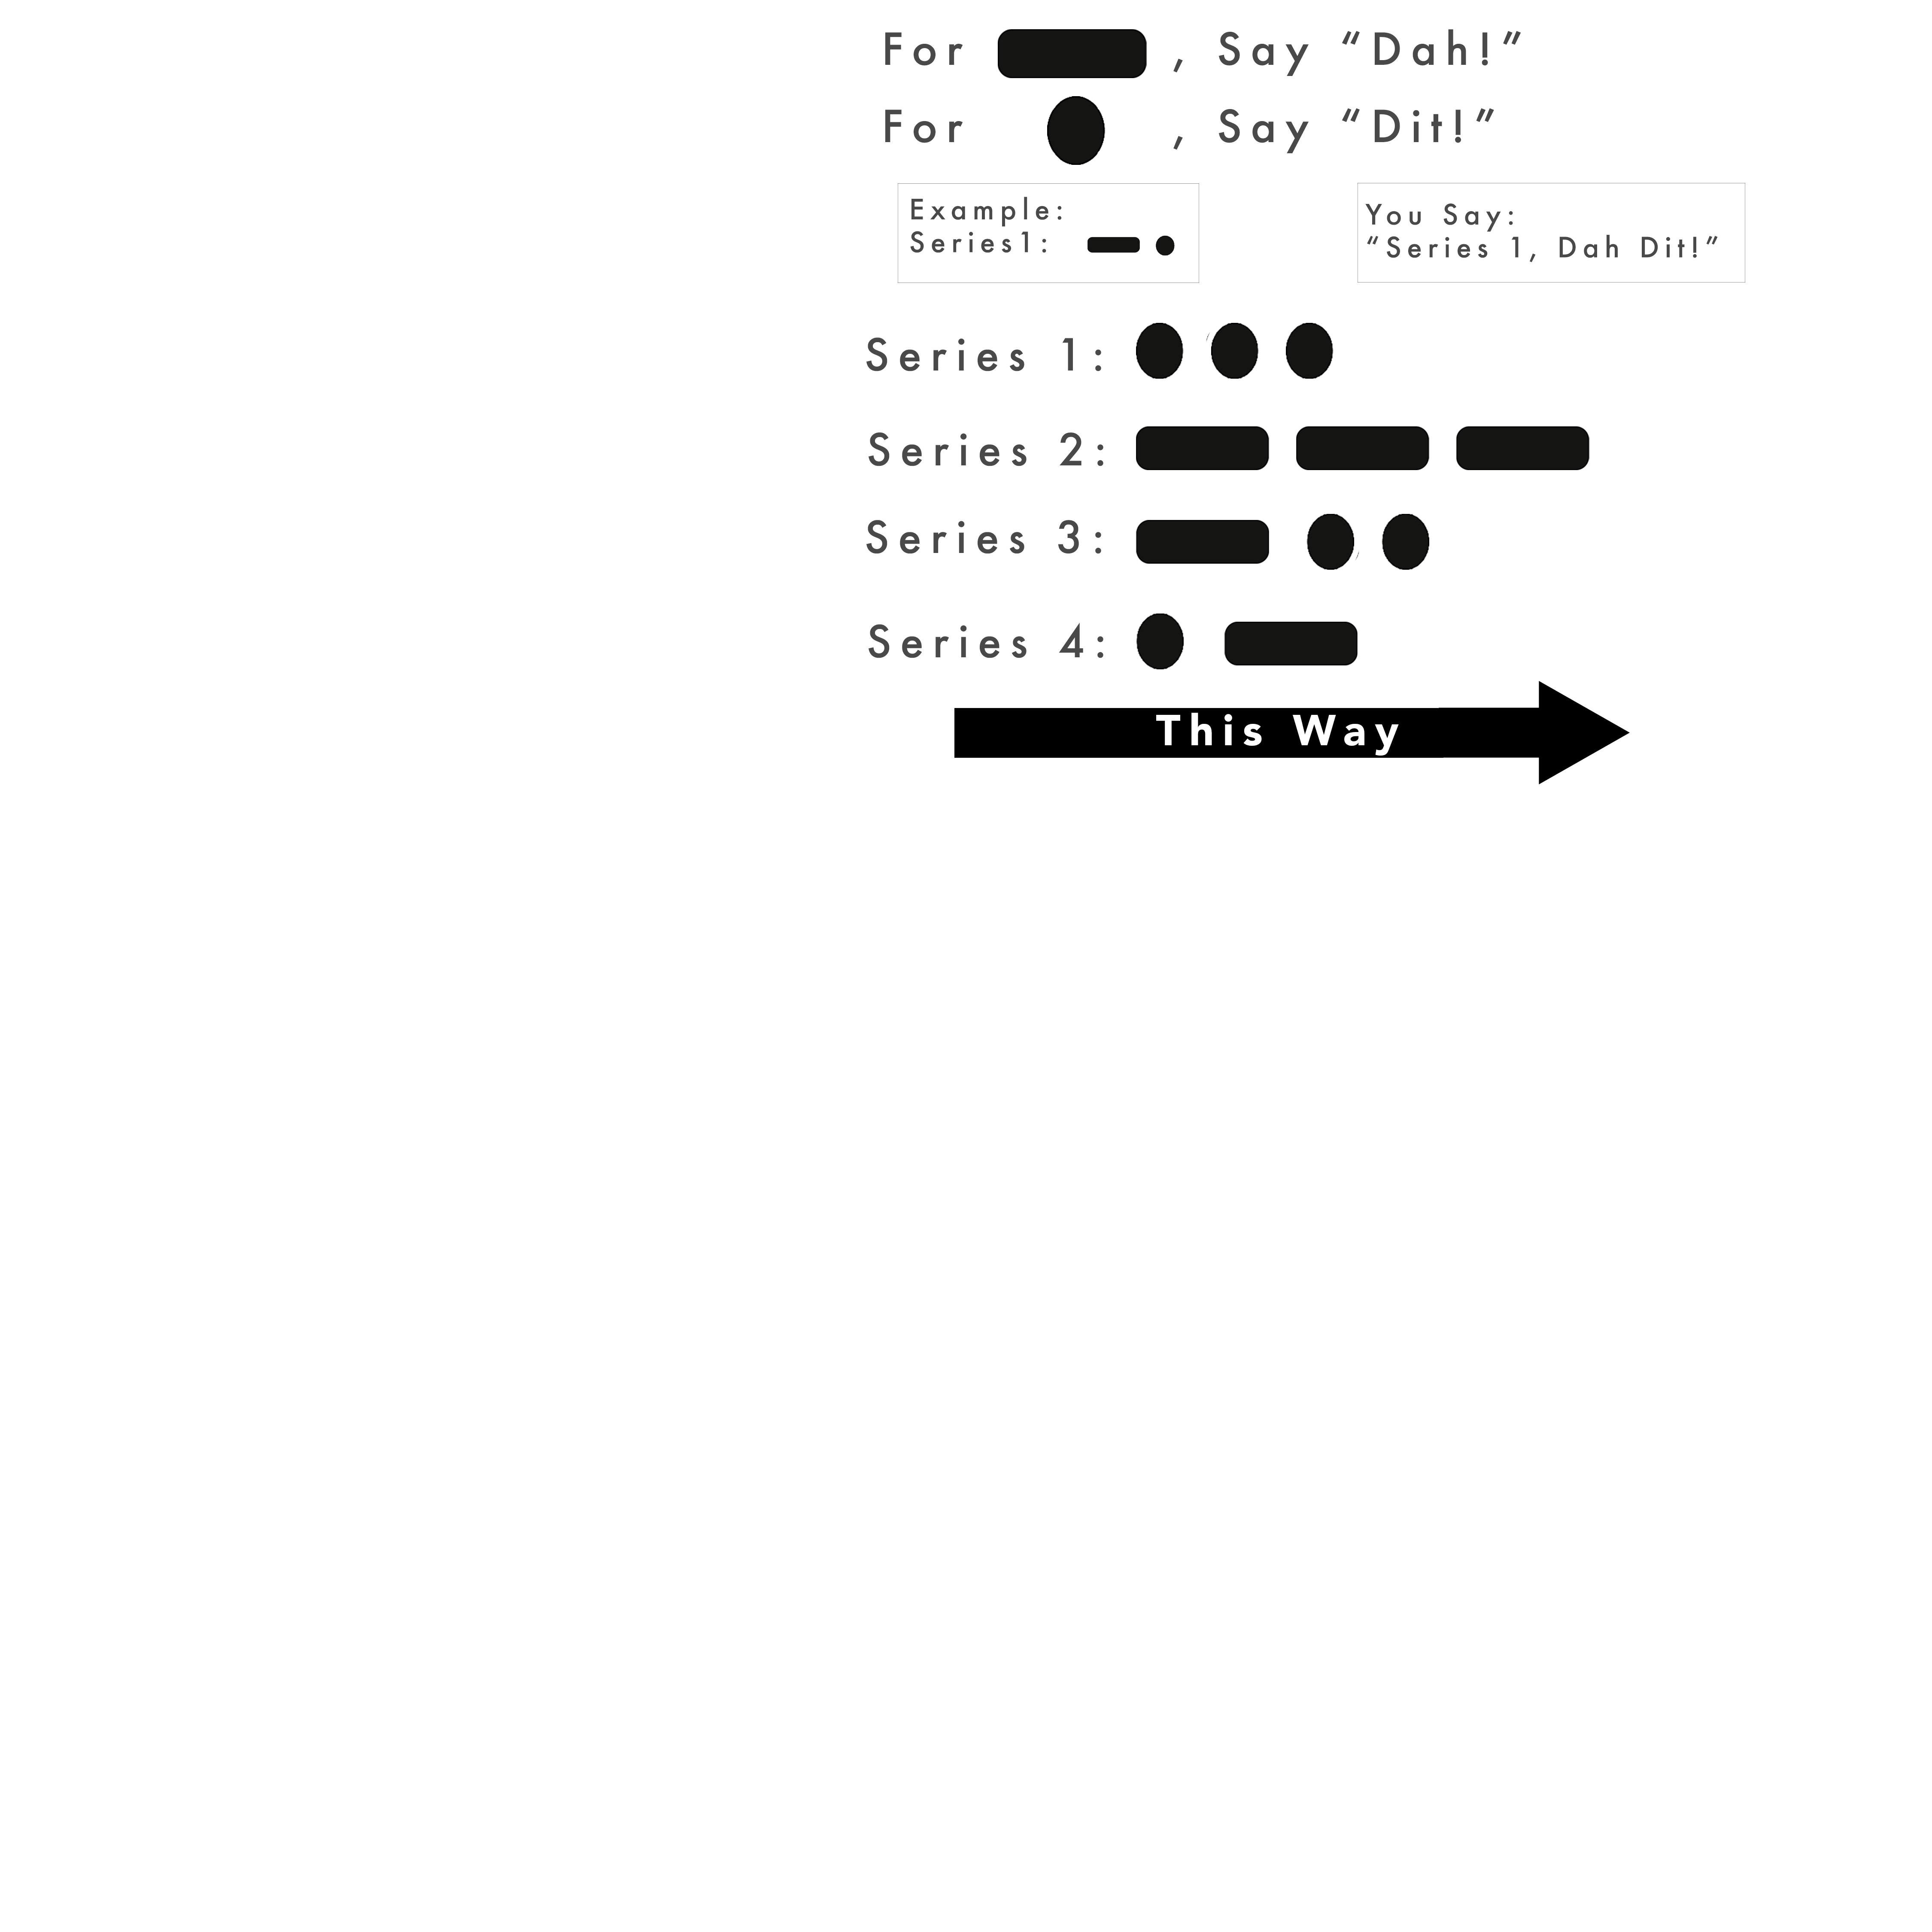 For , Say “Dah!”
For , Say “Dit!”
Example:
Series1:
You Say:
“Series 1, Dah Dit!”
Series 1:
Series 2:
Series 3:
Series 4:
This Way